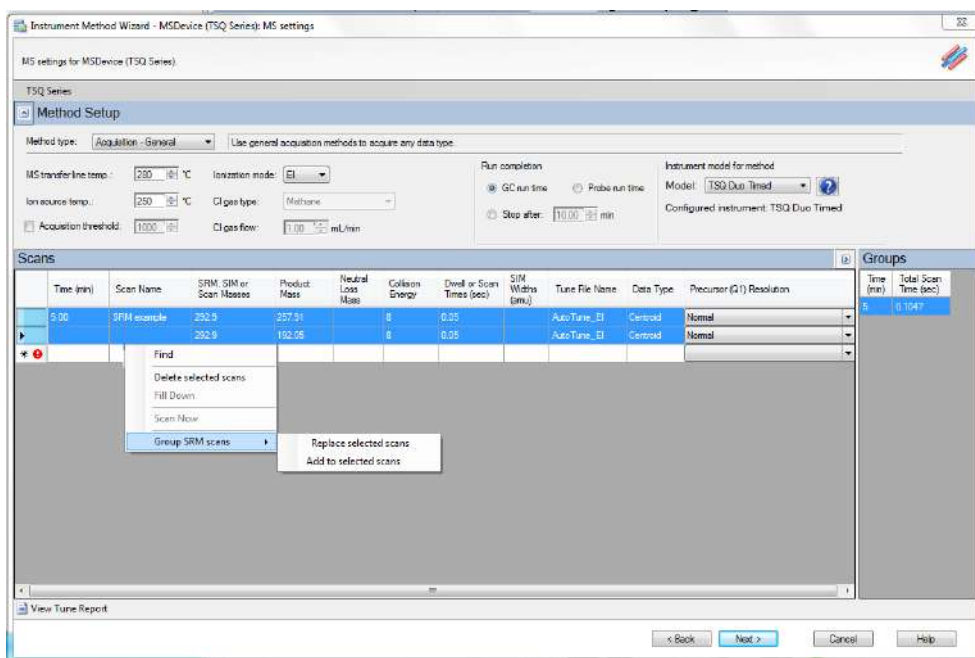 Instrument Method Wizard - MSDevice (TSQ Series): MS settings
MS settings for MSDevice (TSQ Series)
TSQ Series
Method Setup
Method type: Acquisition - General Use general acquisition methods to acquire any data type.
MS transfer line temp.: 280 °C Ionization mode: EI
Ion source temp.: 250 °C CI gas type: Methane
Acquisition threshold: 1000 CI gas flow: 1.00 mL/min
Run completion
GC run time Probe run time
Stop after: 10.00 min
Instrument model for method
Model: TSQ Duo Timed
Configured instrument: TSQ Duo Timed
Scans Groups
Time (min) Scan Name SRM, SIM or Scan Masses Product Mass Neutral Loss Mass Collision Energy Dwell or Scan Times (sec) SIM Widths (amu) Tune File Name Data Type Precursor (Q1) Resolution Time (min) Total Scan Time (sec)
5.00 SRM example 292.9 257.91 8 0.05 AutoTune_EI Centroid Normal 5 0.1047
292.9 192.05 8 0.05 AutoTune_EI Centroid Normal
Find
Delete selected scans
Fill Down
Scan Now
Group SRM scans
Replace selected scans
Add to selected scans
View Tune Report
< Back Next > Cancel Help